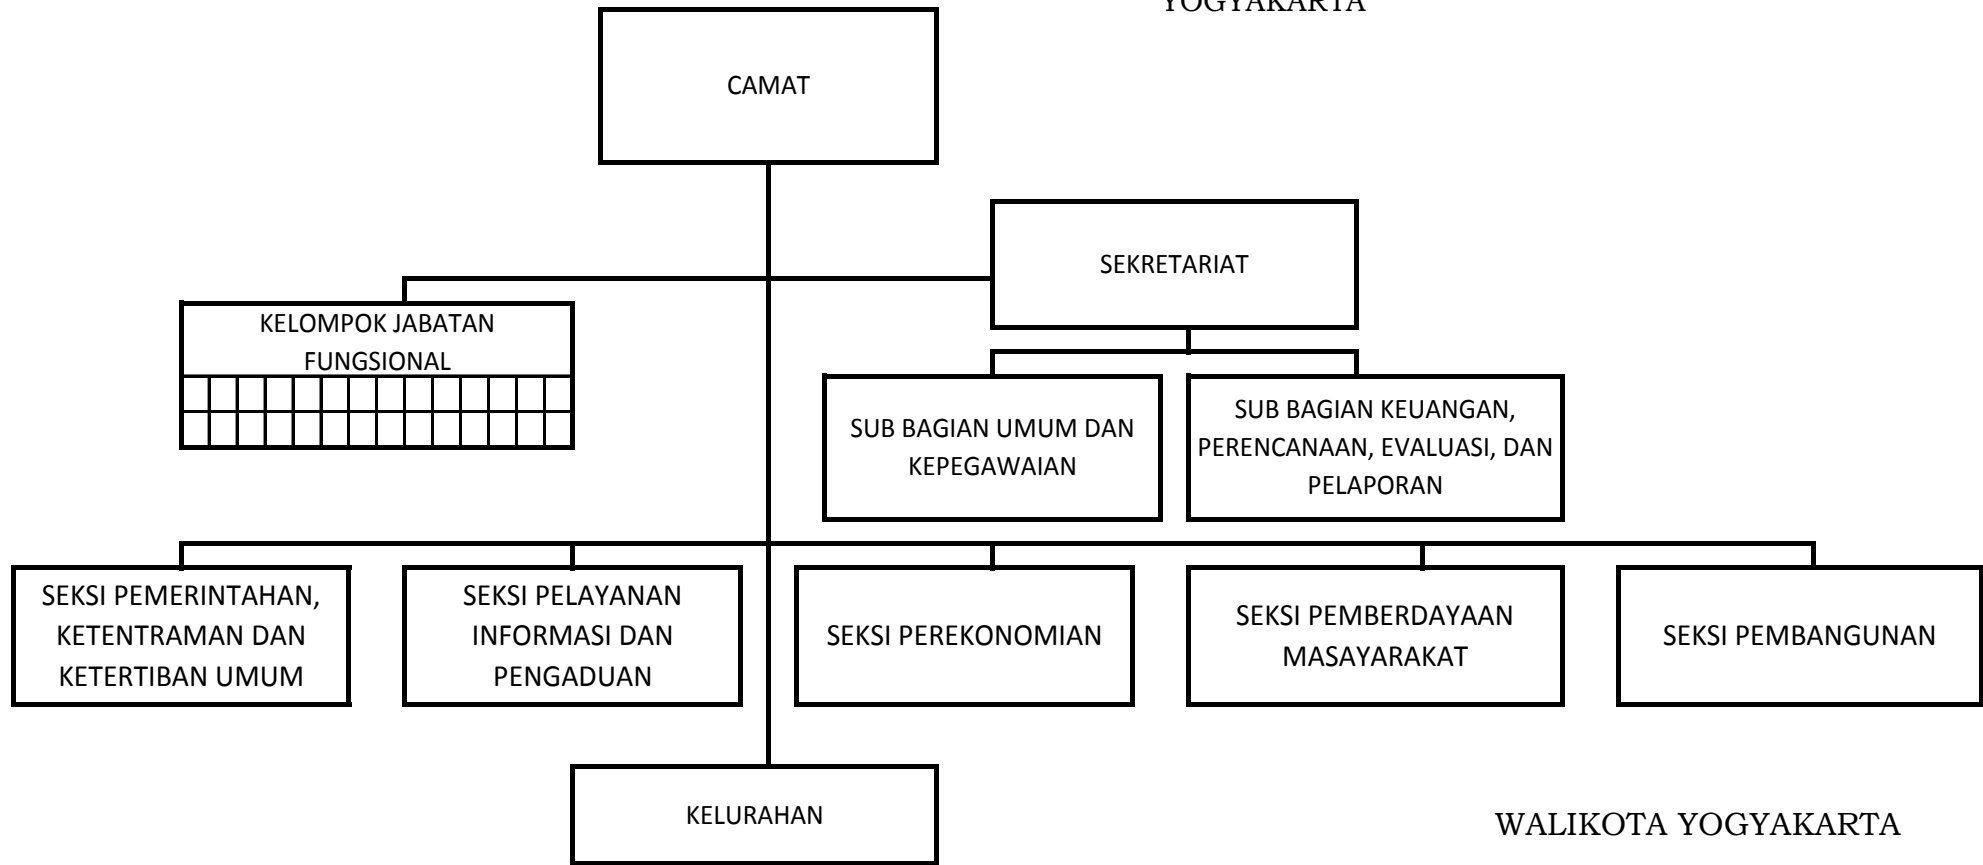 YOGYAKARTA
CAMAT
SEKRETARIAT
KELOMPOK JABATAN
FUNGSIONAL
SUB BAGIAN UMUM DAN
KEPEGAWAIAN
SUB BAGIAN KEUANGAN,
PERENCANAAN, EVALUASI, DAN
PELAPORAN
SEKSI PEMERINTAHAN,
KETENTRAMAN DAN
KETERTIBAN UMUM
SEKSI PELAYANAN
INFORMASI DAN
PENGADUAN
SEKSI PEREKONOMIAN
SEKSI PEMBERDAYAAN
MASAYARAKAT
SEKSI PEMBANGUNAN
KELURAHAN
WALIKOTA YOGYAKARTA